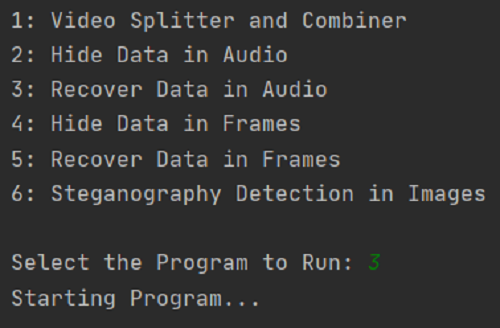 1: Video Splitter and Combiner
2: Hide Data in Audio
3: Recover Data in Audio
4: Hide Data in Frames
5: Recover Data in Frames
6: Steganography Detection in Images
Select the Program to Run: 3
Starting Program...